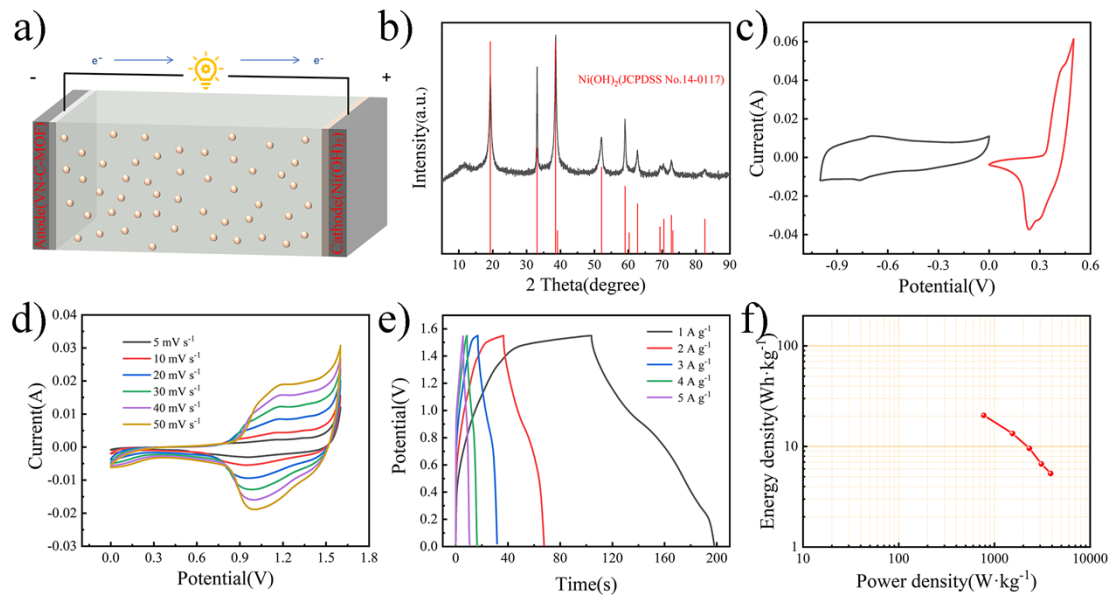 a)
e⁻ e⁻
- +
Anode(VN-C-MOF)
Cathode(Ni(OH)₂)
b)
Ni(OH)₂(JCPDSS No.14-0117)
Intensity(a.u.)
10 20 30 40 50 60 70 80 90
2 Theta(degree)
c)
Current(A)
0.06
0.04
0.02
0.00
-0.02
-0.04
-0.9 -0.6 -0.3 0.0 0.3 0.6
Potential(V)
d)
Current(A)
0.04
0.03
0.02
0.01
0.00
-0.01
-0.02
-0.03
5 mV s⁻¹
10 mV s⁻¹
20 mV s⁻¹
30 mV s⁻¹
40 mV s⁻¹
50 mV s⁻¹
0.0 0.3 0.6 0.9 1.2 1.5 1.8
Potential(V)
e)
Potential(V)
1.6
1.4
1.2
1.0
0.8
0.6
0.4
0.2
0.0
1 A g⁻¹
2 A g⁻¹
3 A g⁻¹
4 A g⁻¹
5 A g⁻¹
0 40 80 120 160 200
Time(s)
f)
Energy density(Wh·kg⁻¹)
100
10
1
10 100 1000 10000
Power density(W·kg⁻¹)